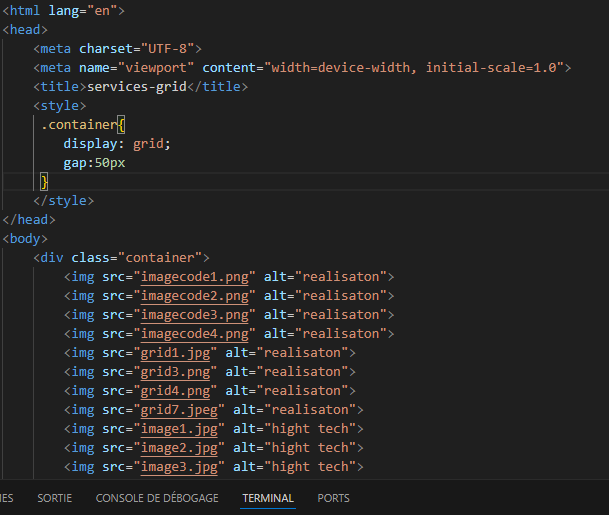 <html lang="en">
<head>
    <meta charset="UTF-8">
    <meta name="viewport" content="width=device-width, initial-scale=1.0">
    <title>services-grid</title>
    <style>
     .container{
        display: grid;
        gap:50px
     }
    </style>
</head>
<body>
    <div class="container">
        <img src="imagecode1.png" alt="realisaton">
        <img src="imagecode2.png" alt="realisaton">
        <img src="imagecode3.png" alt="realisaton">
        <img src="imagecode4.png" alt="realisaton">
        <img src="grid1.jpg" alt="realisaton">
        <img src="grid3.png" alt="realisaton">
        <img src="grid4.png" alt="realisaton">
        <img src="grid7.jpeg" alt="realisaton">
        <img src="image1.jpg" alt="hight tech">
        <img src="image2.jpg" alt="hight tech">
        <img src="image3.jpg" alt="hight tech">
MES SORTIE CONSOLE DE DÉBOGAGE TERMINAL PORTS